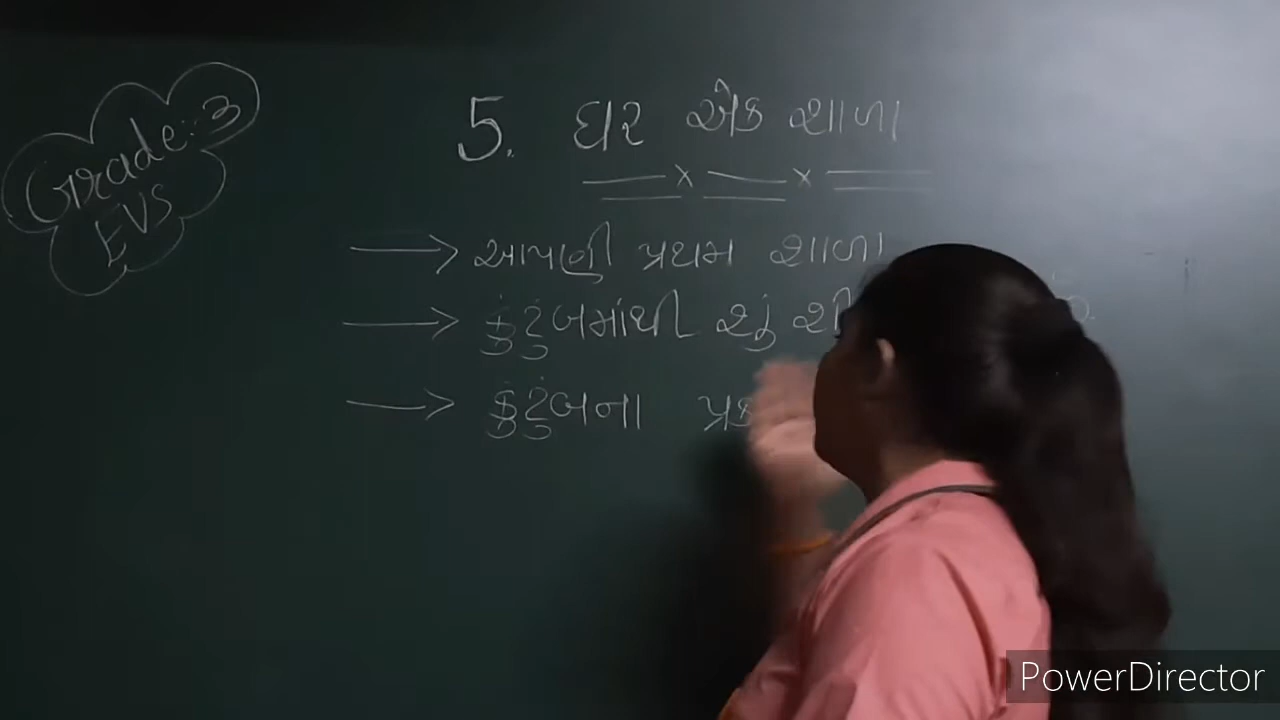 Grade: 3
EVS
5. ઘર એક શાળા
આપણી પ્રથમ શાળા
કુંટુંબમાંથી શું
કુંટુંબના
PowerDirector